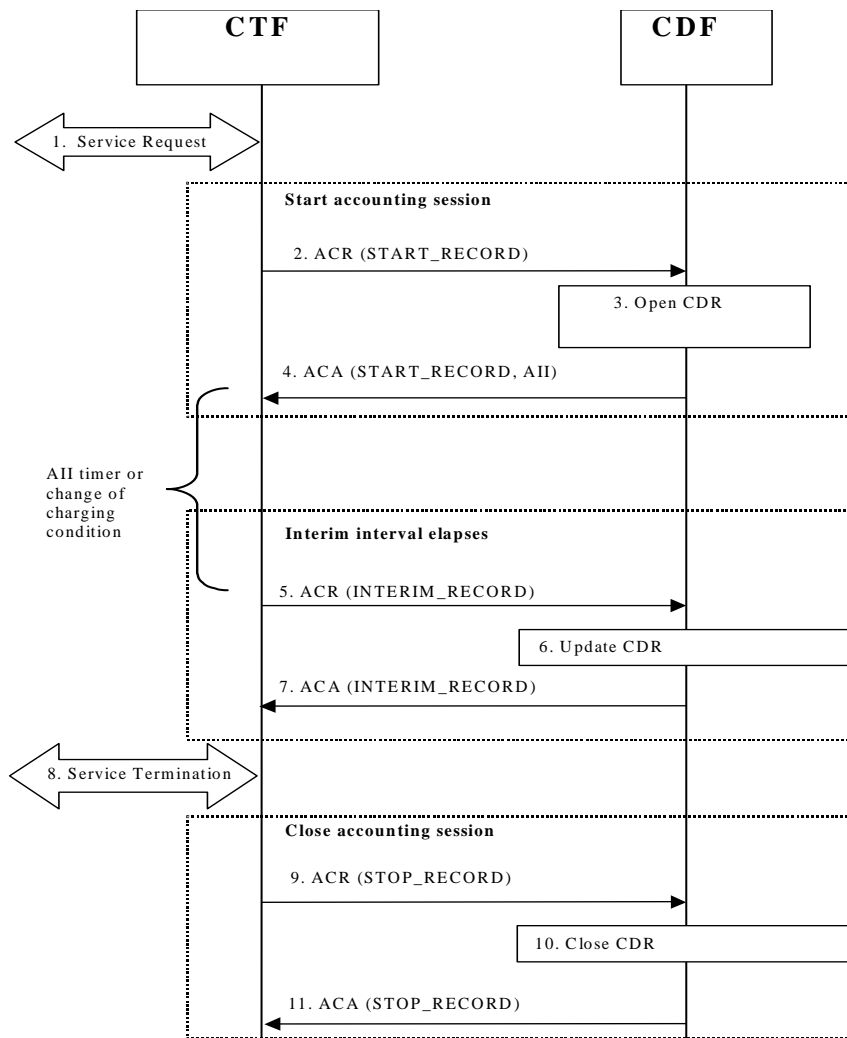 CTF
CDF
1. Service Request
Start accounting session
2. ACR (START_RECORD)
3. Open CDR
4. ACA (START_RECORD, AII)
AII timer or
change of
charging
condition
Interim interval elapses
5. ACR (INTERIM_RECORD)
6. Update CDR
7. ACA (INTERIM_RECORD)
8. Service Termination
Close accounting session
9. ACR (STOP_RECORD)
10. Close CDR
11. ACA (STOP_RECORD)